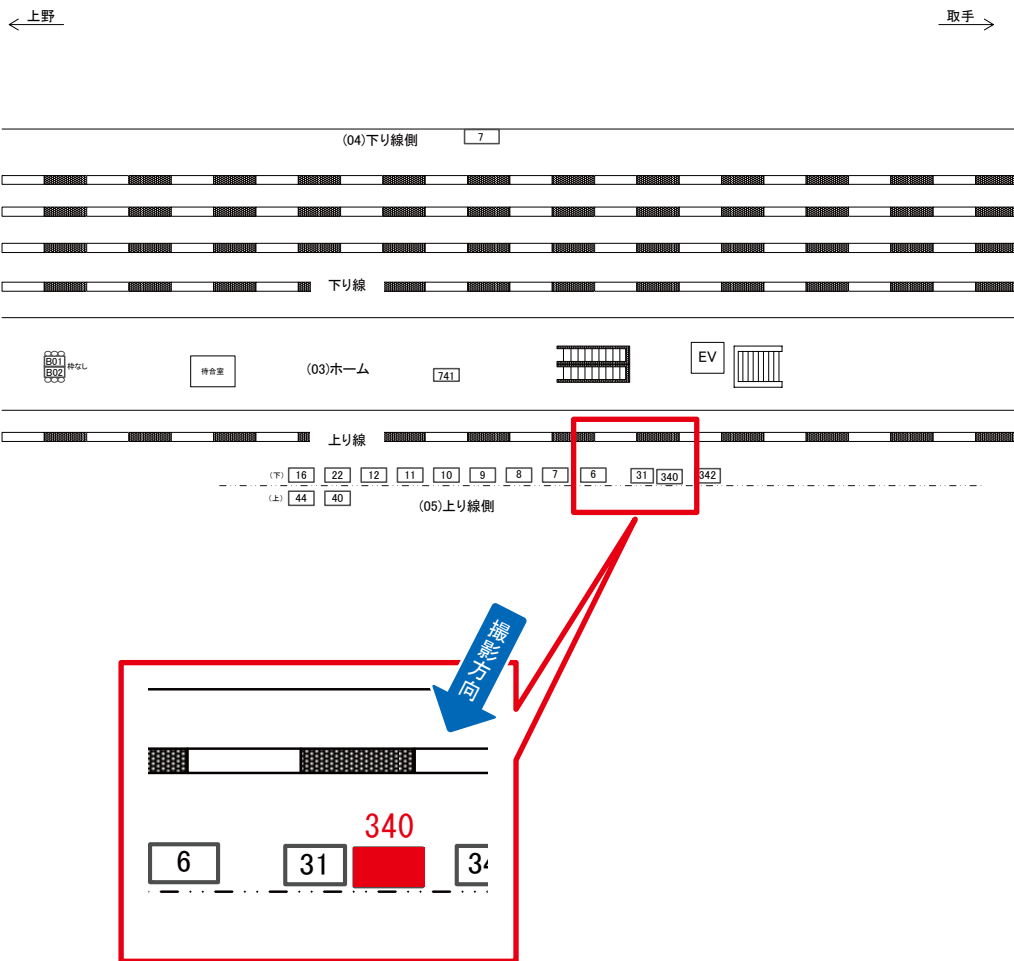 上野
取手
(04)下り線側
7
下り線
B01
B02
枠なし
待合室
(03)ホーム
741
EV
上り線
(下) 16 22 12 11 10 9 8 7 6 31 340 342
(上) 44 40
(05)上り線側
撮影方向
340
6 31 34